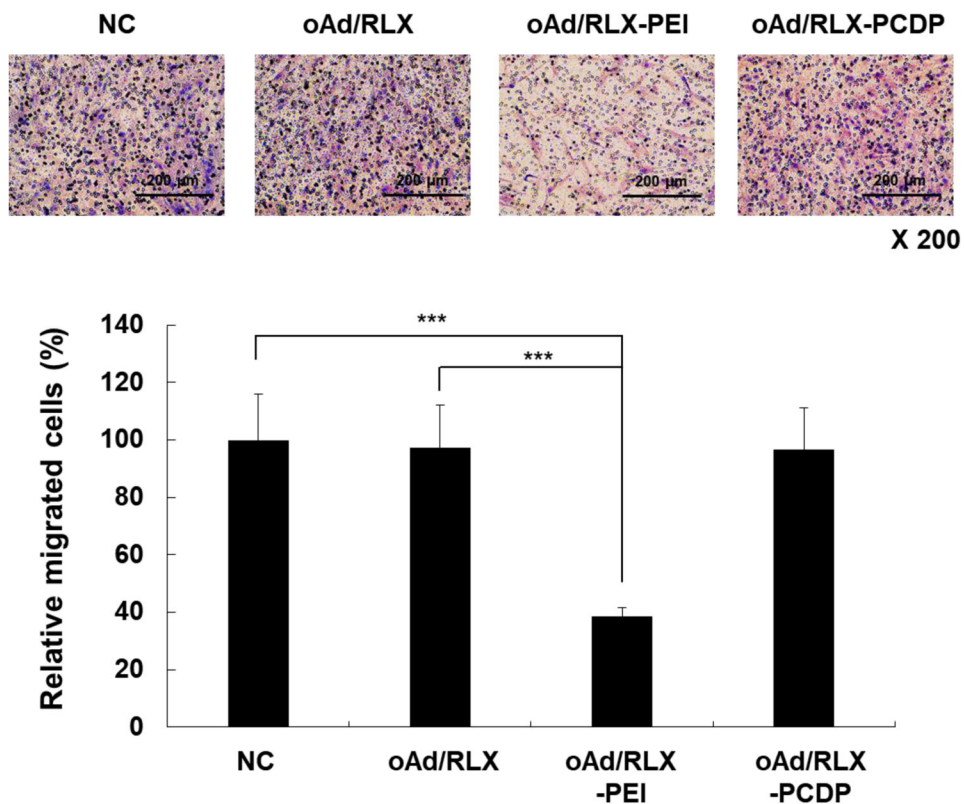 NC oAd/RLX oAd/RLX-PEI oAd/RLX-PCDP
200 μm 200 μm 200 μm 200 μm
X 200
Relative migrated cells (%)
140
120
100
80
60
40
20
0
***
***
NC oAd/RLX oAd/RLX oAd/RLX
-PEI -PCDP